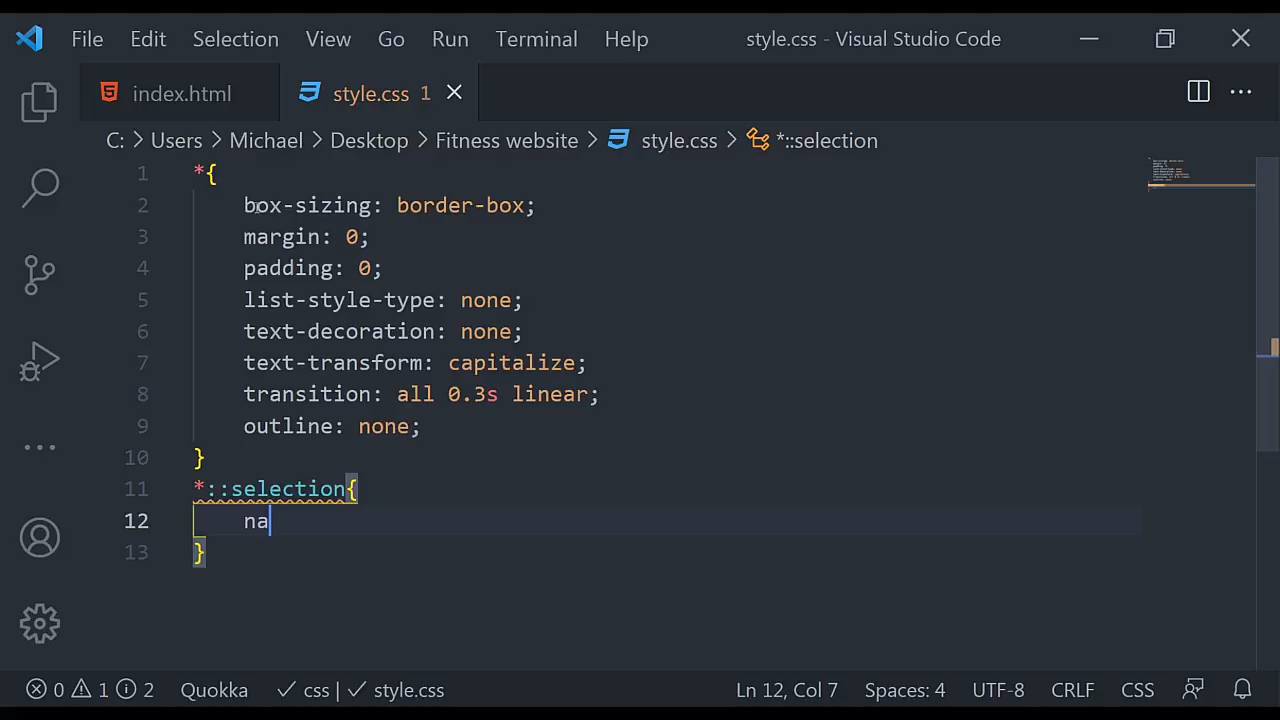 File Edit Selection View Go Run Terminal Help style.css - Visual Studio Code
index.html style.css 1
C: > Users > Michael > Desktop > Fitness website > style.css > *::selection
1 *{
2 box-sizing: border-box;
3 margin: 0;
4 padding: 0;
5 list-style-type: none;
6 text-decoration: none;
7 text-transform: capitalize;
8 transition: all 0.3s linear;
9 outline: none;
10 }
11 *::selection{
12 na
13 }
0 1 2 Quokka ✓ css | ✓ style.css Ln 12, Col 7 Spaces: 4 UTF-8 CRLF CSS